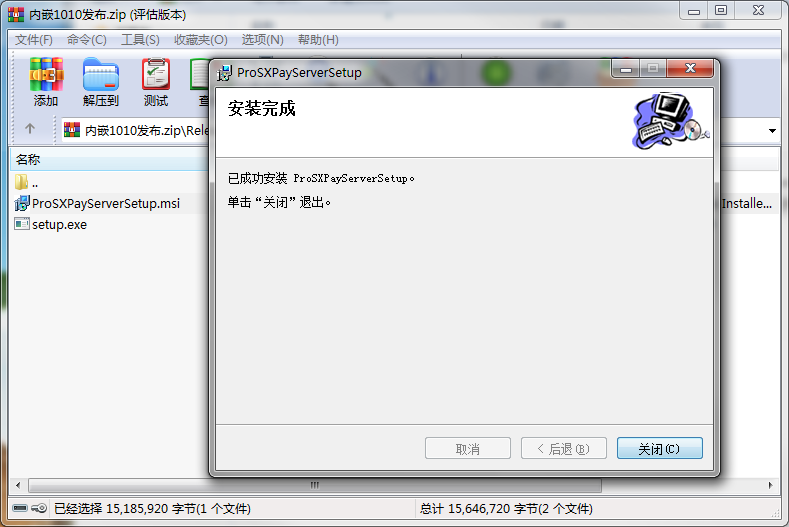 内嵌1010发布.zip (评估版本)
文件(F) 命令(C) 工具(S) 收藏夹(O) 选项(N) 帮助(H)
添加 解压到 测试
内嵌1010发布.zip\Rele
名称
..
ProSXPayServerSetup.msi
Installe...
setup.exe
ProSXPayServerSetup
安装完成
已成功安装 ProSXPayServerSetup。
单击“关闭”退出。
取消 < 后退(B) 关闭(C)
已经选择 15,185,920 字节(1 个文件) 总计 15,646,720 字节(2 个文件)